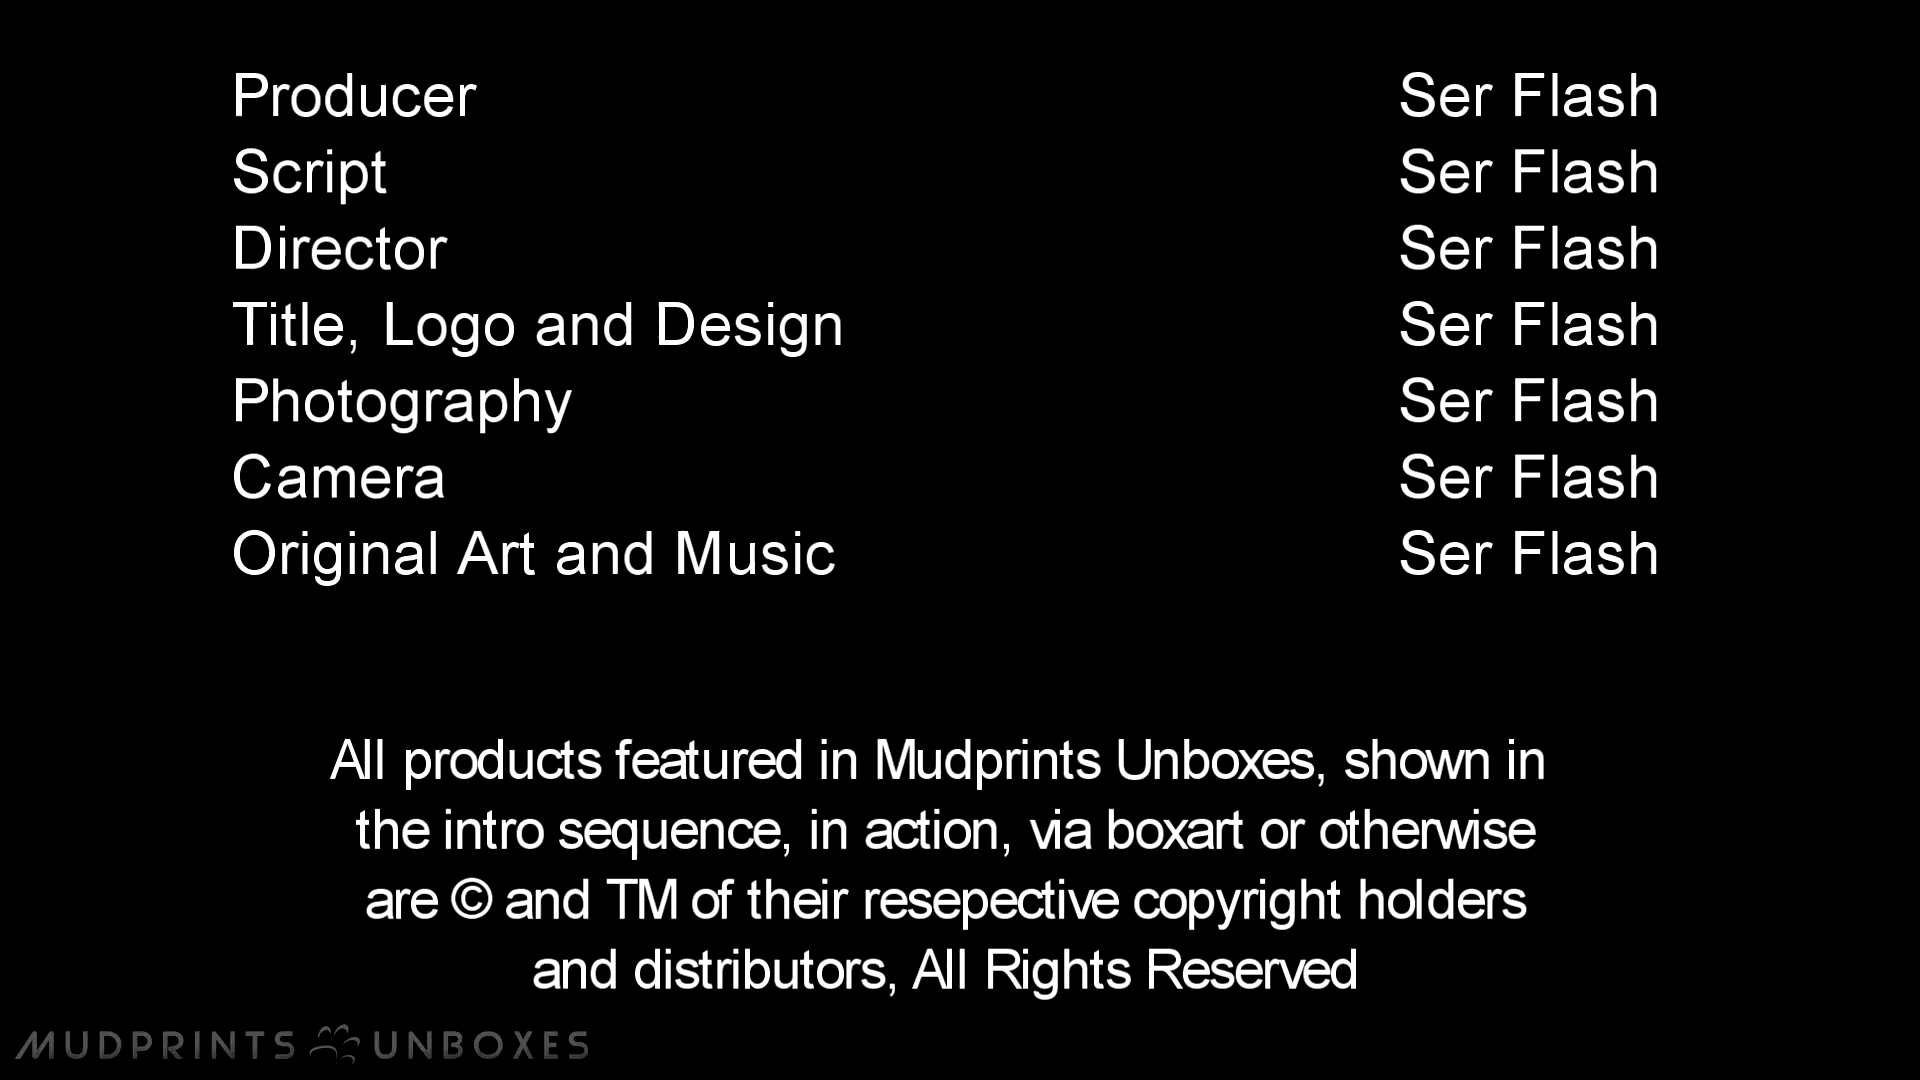 Producer Ser Flash
Script Ser Flash
Director Ser Flash
Title, Logo and Design Ser Flash
Photography Ser Flash
Camera Ser Flash
Original Art and Music Ser Flash
All products featured in Mudprints Unboxes, shown in
the intro sequence, in action, via boxart or otherwise
are © and TM of their resepective copyright holders
and distributors, All Rights Reserved
MUDPRINTS UNBOXES